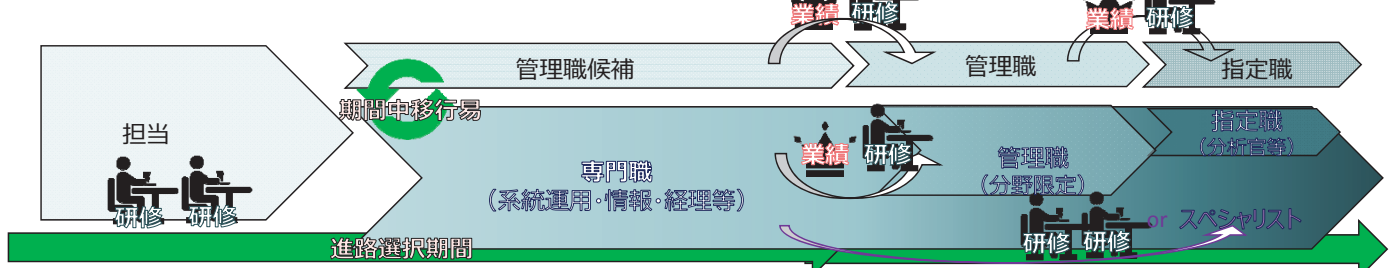 業績 研修
業績 研修
管理職候補
管理職
指定職
期間中移行易
担当
研修 研修
専門職
(系統運用・情報・経理等)
業績 研修
管理職
(分野限定)
指定職
(分析官等)
研修 研修
or スペシャリスト
進路選択期間